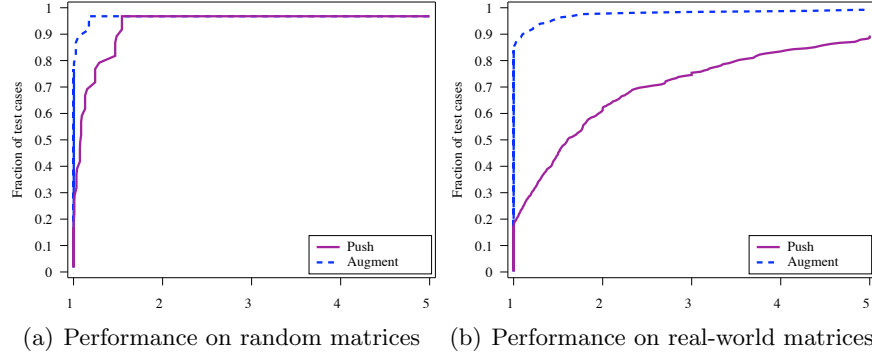 1
0.9
0.8
0.7
0.6
0.5
0.4
0.3
0.2
0.1
0
Fraction of test cases
1 2 3 4 5
Push
Augment
(a) Performance on random matrices
1
0.9
0.8
0.7
0.6
0.5
0.4
0.3
0.2
0.1
0
Fraction of test cases
1 2 3 4 5
Push
Augment
(b) Performance on real-world matrices